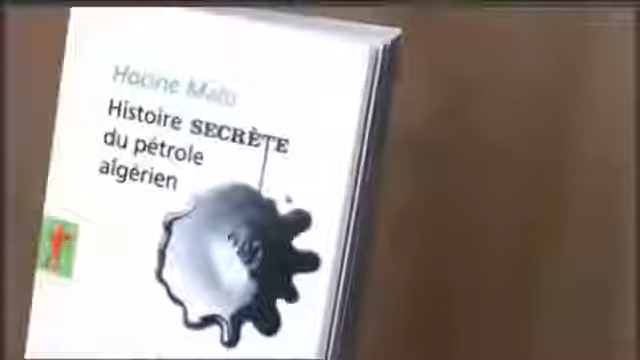 Hocine Malti
Histoire SECRÈTE
du pétrole
algérien